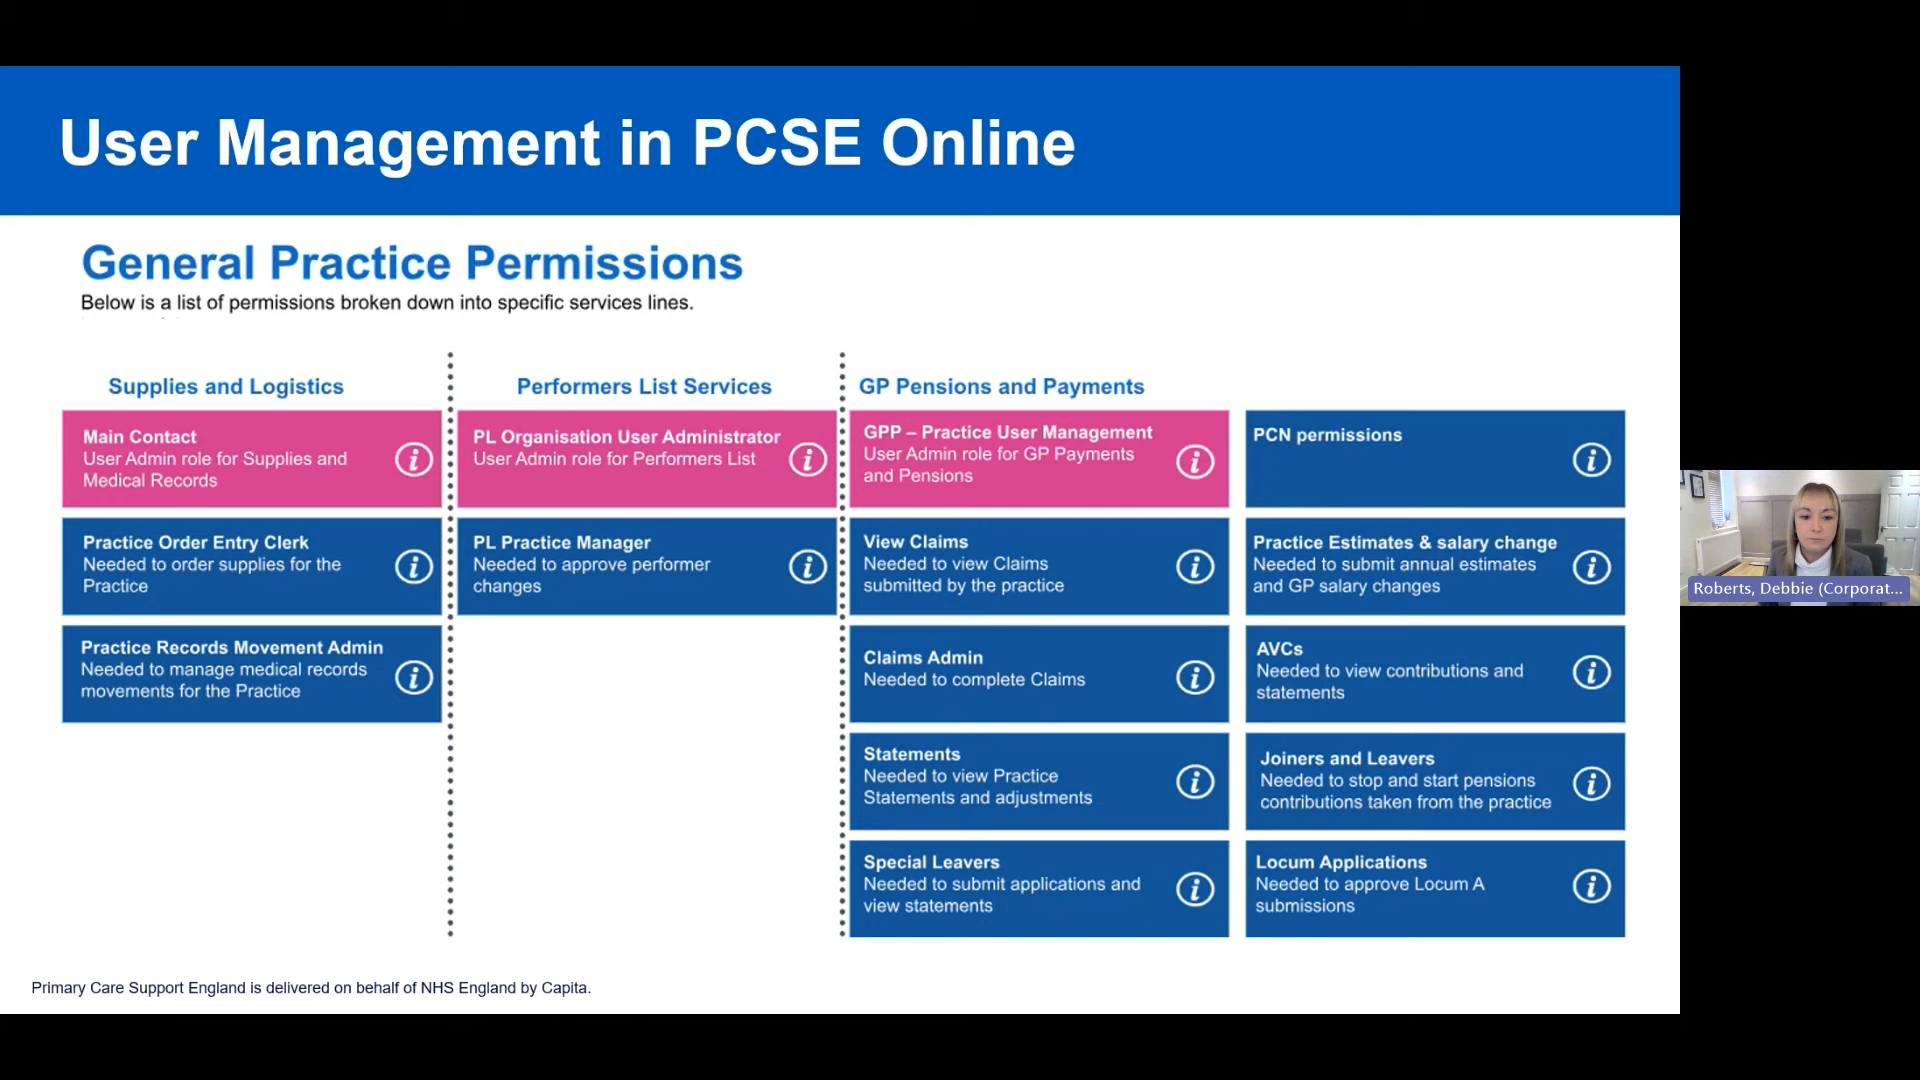 User Management in PCSE Online
General Practice Permissions
Below is a list of permissions broken down into specific services lines.
Supplies and Logistics
Main Contact
User Admin role for Supplies and
Medical Records
Practice Order Entry Clerk
Needed to order supplies for the
Practice
Practice Records Movement Admin
Needed to manage medical records
movements for the Practice
Performers List Services
PL Organisation User Administrator
User Admin role for Performers List
PL Practice Manager
Needed to approve performer
changes
GP Pensions and Payments
GPP – Practice User Management
User Admin role for GP Payments
and Pensions
View Claims
Needed to view Claims
submitted by the practice
Claims Admin
Needed to complete Claims
Statements
Needed to view Practice
Statements and adjustments
Special Leavers
Needed to submit applications and
view statements
PCN permissions
Practice Estimates & salary change
Needed to submit annual estimates
and GP salary changes
AVCs
Needed to view contributions and
statements
Joiners and Leavers
Needed to stop and start pensions
contributions taken from the practice
Locum Applications
Needed to approve Locum A
submissions
Primary Care Support England is delivered on behalf of NHS England by Capita.
Roberts, Debbie (Corporat...